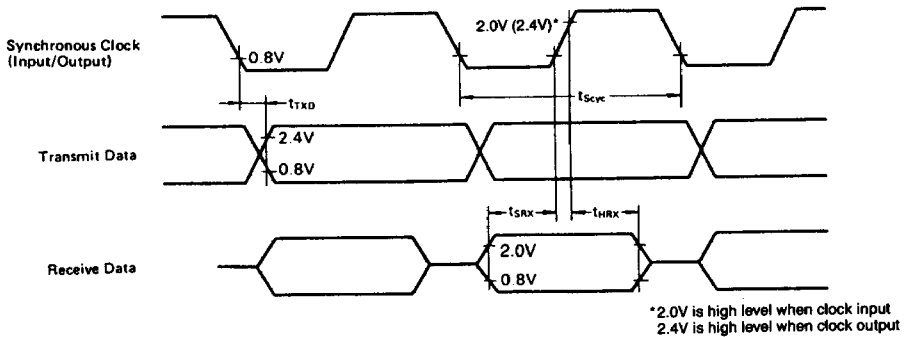 2.0V (2.4V)*
Synchronous Clock
(Input/Output)
0.8V
tTXD
tScyc
2.4V
Transmit Data
0.8V
tSRX
tHRX
2.0V
Receive Data
0.8V
*2.0V is high level when clock input
2.4V is high level when clock output